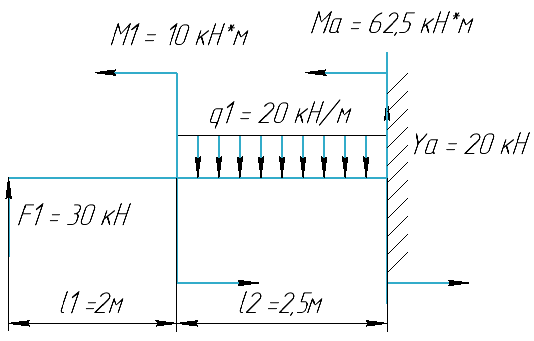 M1 = 10 кН*м
Ma = 62,5 кН*м
q1 = 20 кН/м
Ya = 20 кН
F1 = 30 кН
l1 =2м
l2 =2,5м